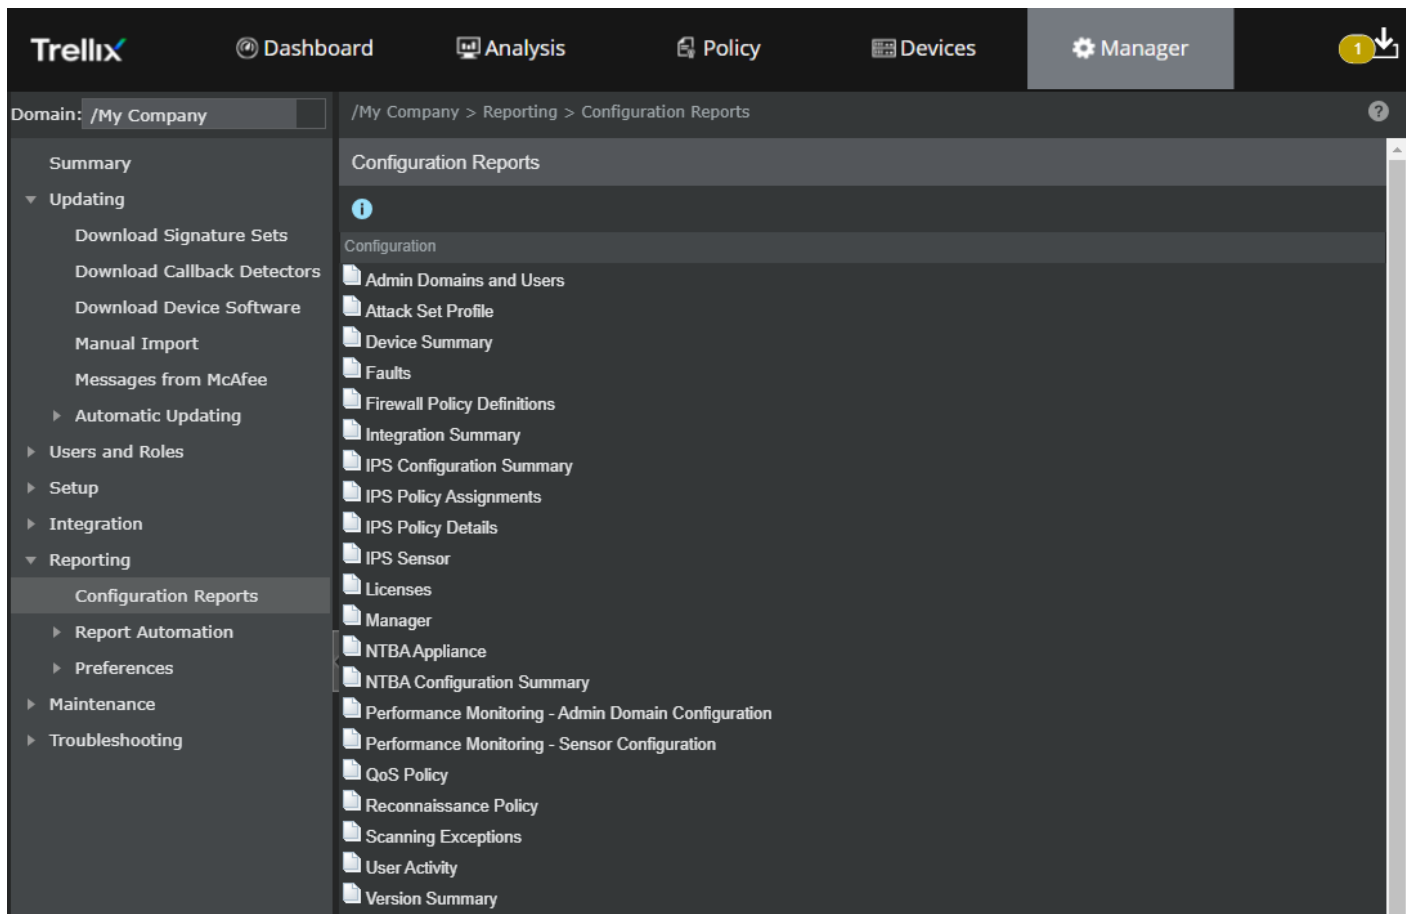 Trellix
Dashboard
Analysis
Policy
Devices
Manager
1
Domain: /My Company
/My Company > Reporting > Configuration Reports
?
Summary
Updating
Download Signature Sets
Download Callback Detectors
Download Device Software
Manual Import
Messages from McAfee
Automatic Updating
Users and Roles
Setup
Integration
Reporting
Configuration Reports
Report Automation
Preferences
Maintenance
Troubleshooting
Configuration Reports
i
Configuration
Admin Domains and Users
Attack Set Profile
Device Summary
Faults
Firewall Policy Definitions
Integration Summary
IPS Configuration Summary
IPS Policy Assignments
IPS Policy Details
IPS Sensor
Licenses
Manager
NTBA Appliance
NTBA Configuration Summary
Performance Monitoring - Admin Domain Configuration
Performance Monitoring - Sensor Configuration
QoS Policy
Reconnaissance Policy
Scanning Exceptions
User Activity
Version Summary